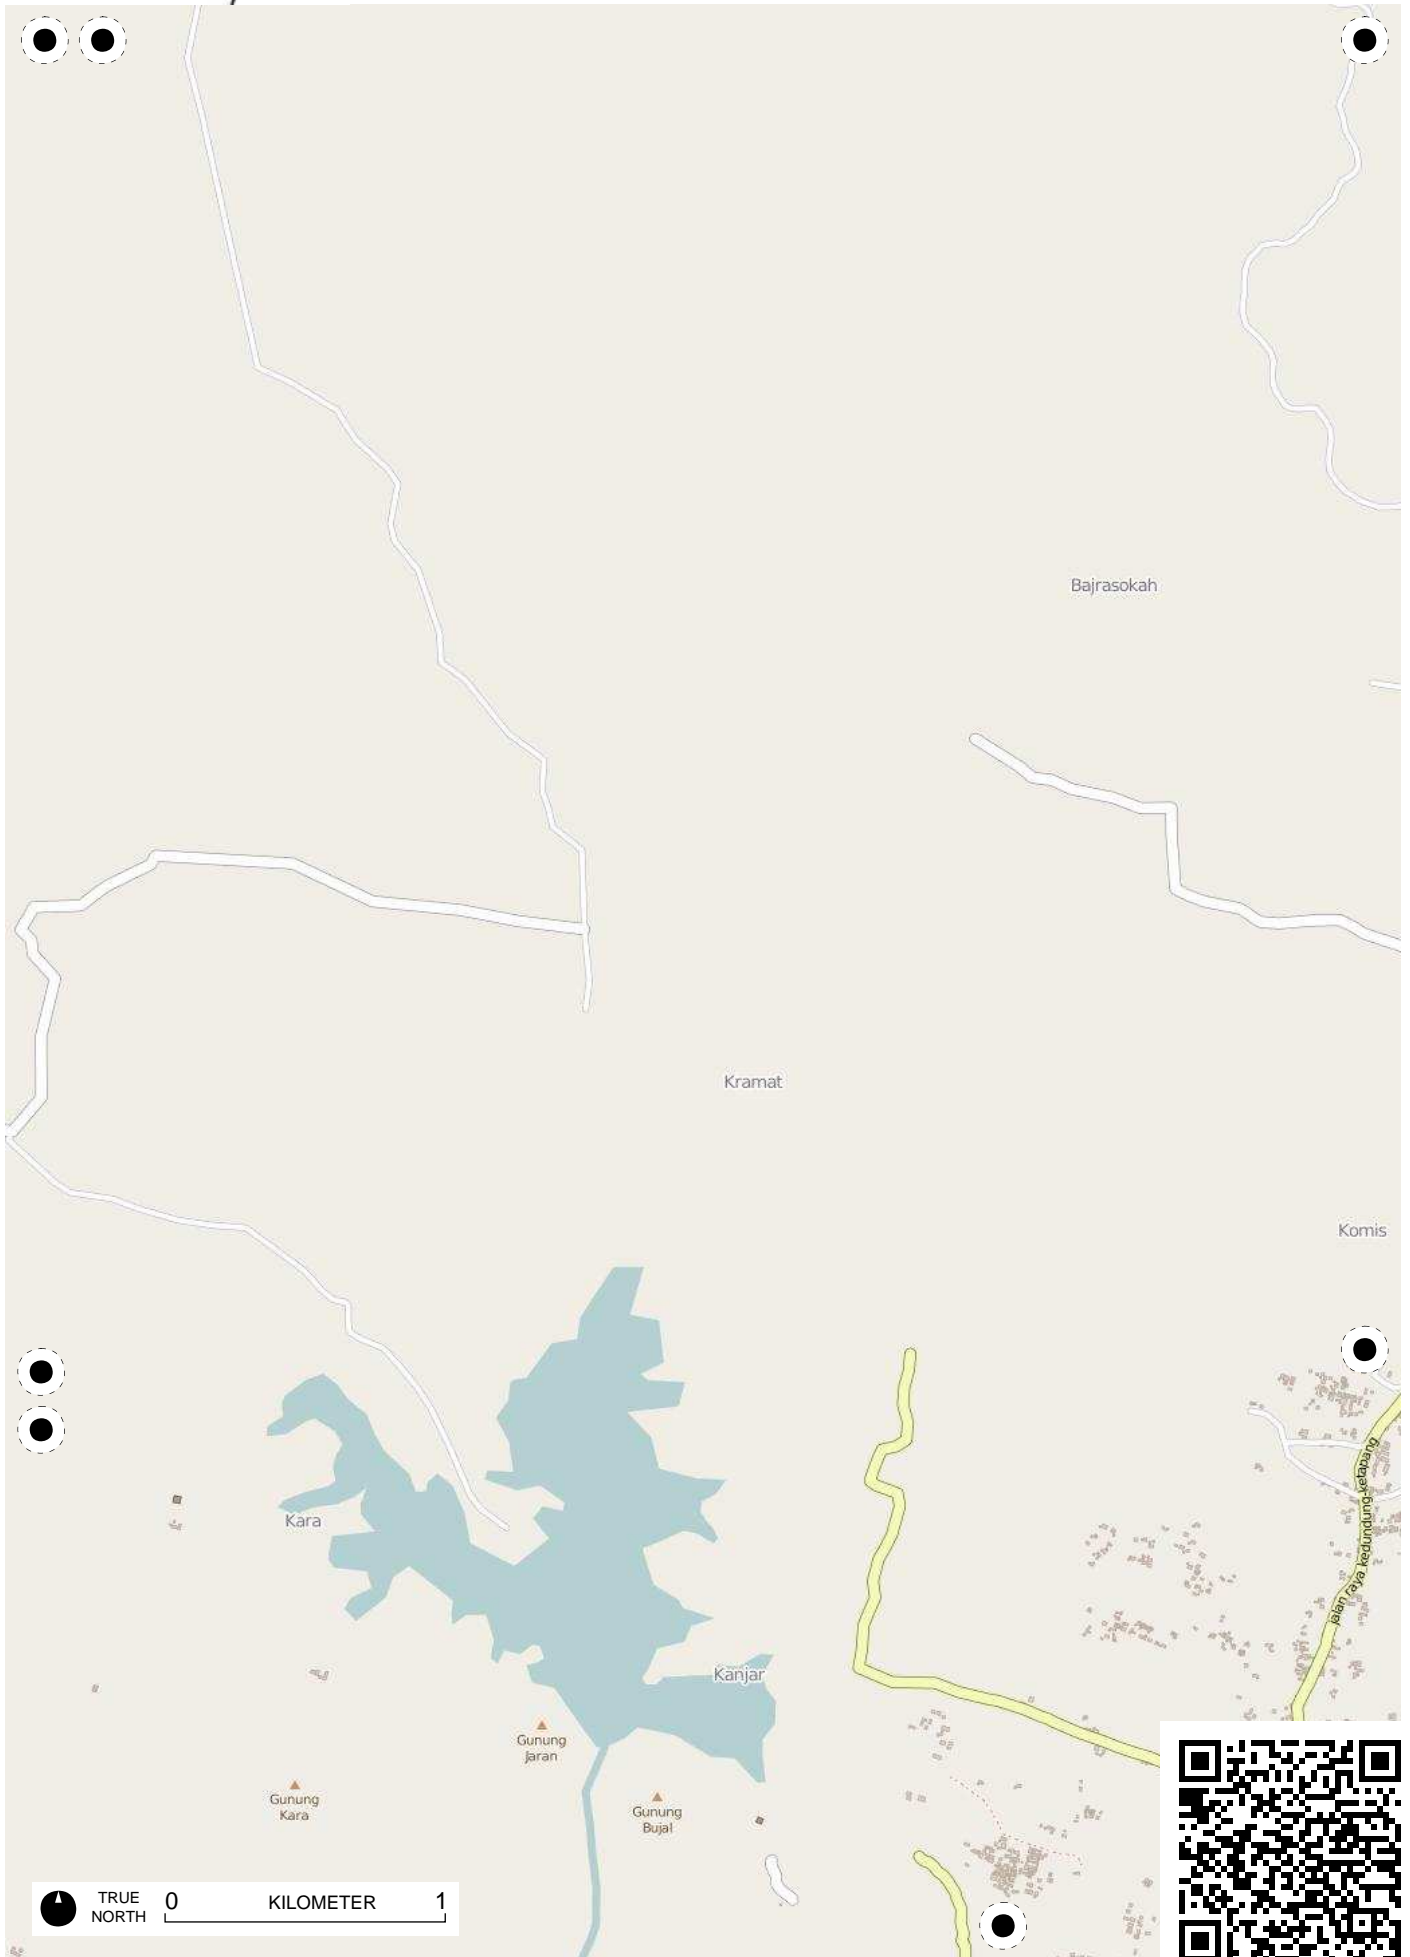 Bajrasokah
Kramat
Komis
jalan raya kedundung-ketapang
Kara
Kanjar
Gunung
Jaran
Gunung
Kara
Gunung
Bujal
TRUE
NORTH
0 KILOMETER 1